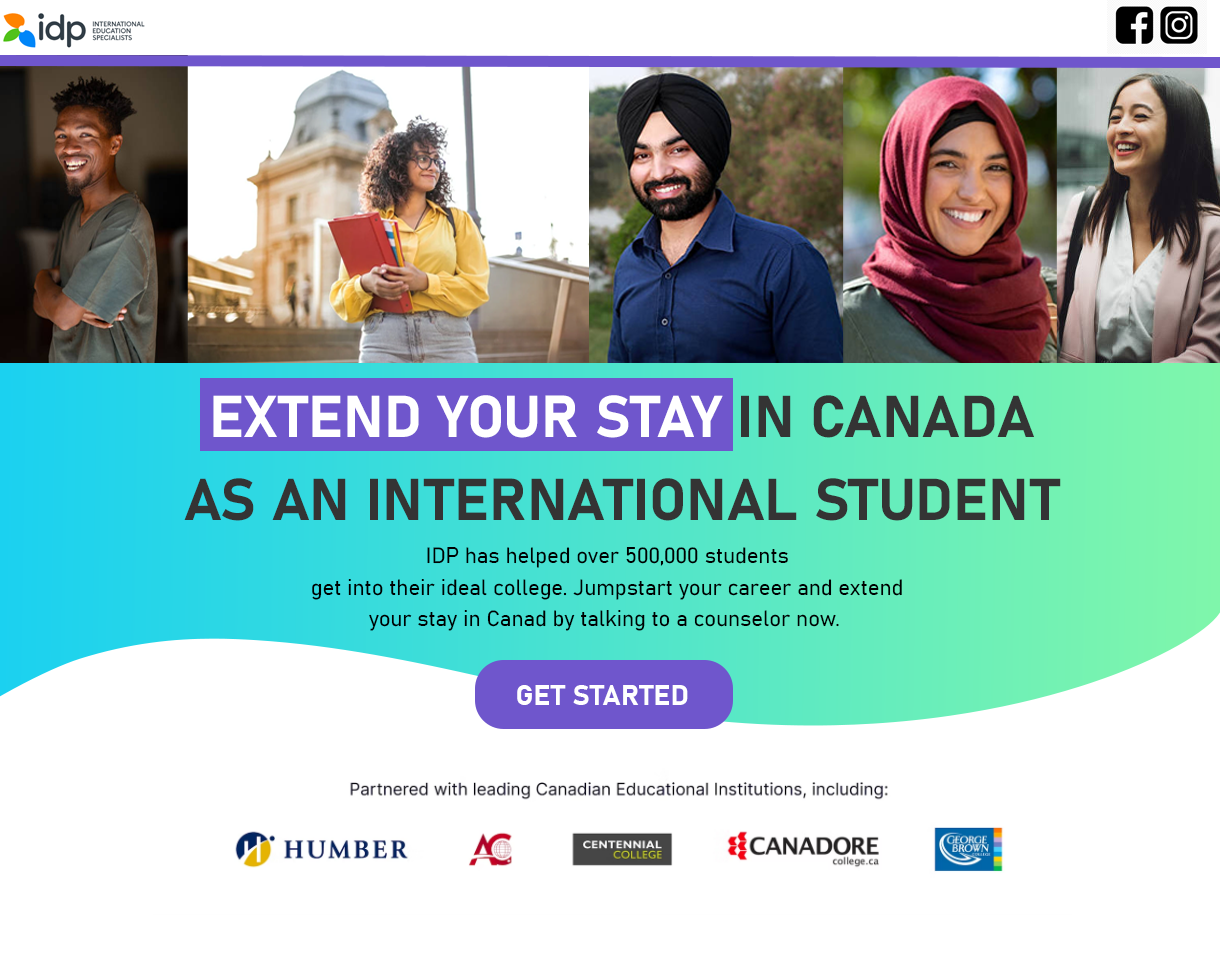 idp
INTERNATIONAL
EDUCATION
SPECIALISTS
EXTEND YOUR STAY IN CANADA
AS AN INTERNATIONAL STUDENT
IDP has helped over 500,000 students
get into their ideal college. Jumpstart your career and extend
your stay in Canad by talking to a counselor now.
GET STARTED
Partnered with leading Canadian Educational Institutions, including:
HUMBER
AC
CENTENNIAL
COLLEGE
CANADORE
college.ca
GEORGE
BROWN
COLLEGE